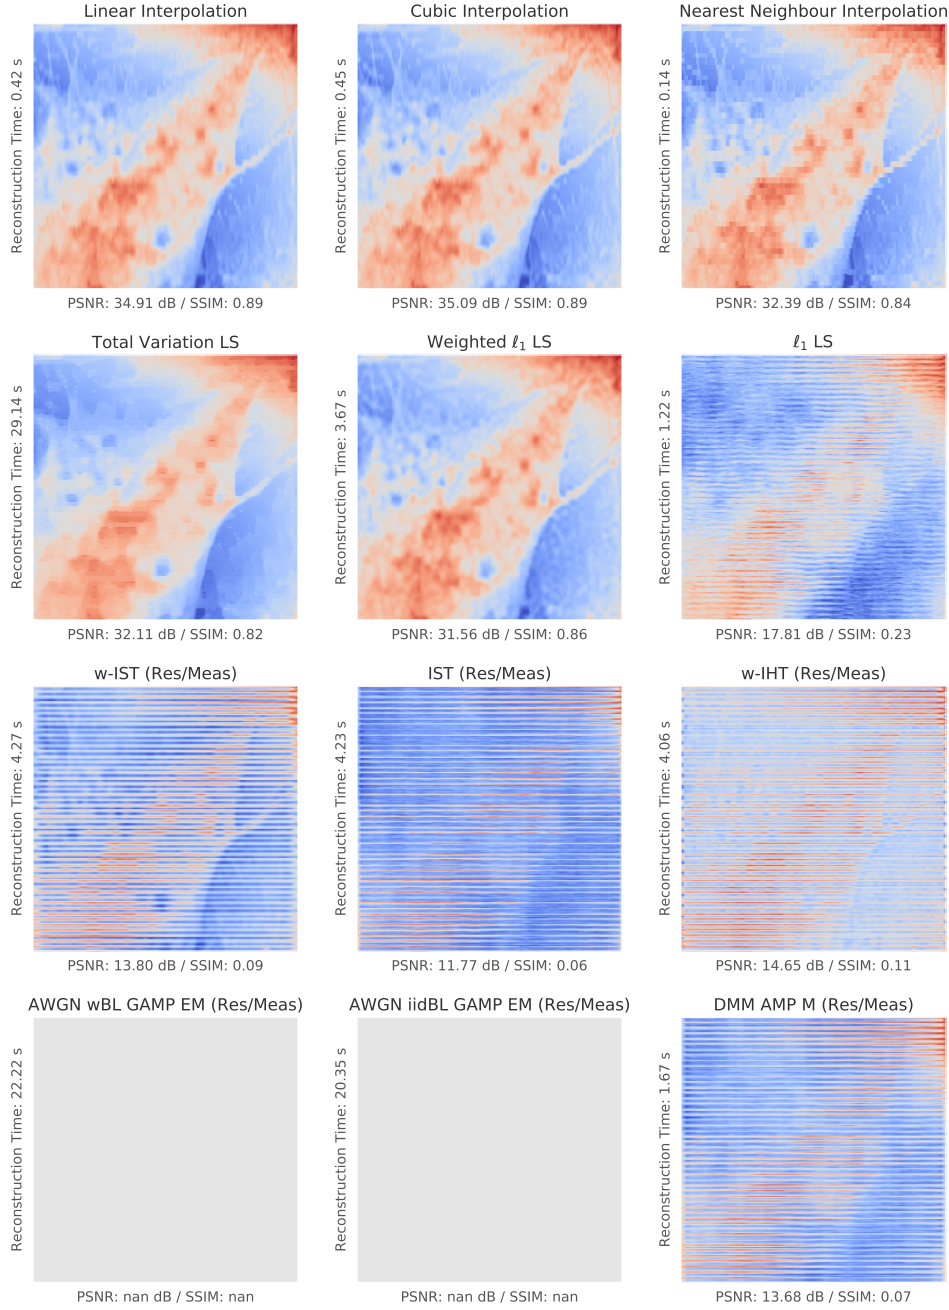 Linear Interpolation
Cubic Interpolation
Nearest Neighbour Interpolation
Reconstruction Time: 0.42 s
Reconstruction Time: 0.45 s
Reconstruction Time: 0.14 s
PSNR: 34.91 dB / SSIM: 0.89
PSNR: 35.09 dB / SSIM: 0.89
PSNR: 32.39 dB / SSIM: 0.84
Total Variation LS
Weighted ℓ₁ LS
ℓ₁ LS
Reconstruction Time: 29.14 s
Reconstruction Time: 3.67 s
Reconstruction Time: 1.22 s
PSNR: 32.11 dB / SSIM: 0.82
PSNR: 31.56 dB / SSIM: 0.86
PSNR: 17.81 dB / SSIM: 0.23
w-IST (Res/Meas)
IST (Res/Meas)
w-IHT (Res/Meas)
Reconstruction Time: 4.27 s
Reconstruction Time: 4.23 s
Reconstruction Time: 4.06 s
PSNR: 13.80 dB / SSIM: 0.09
PSNR: 11.77 dB / SSIM: 0.06
PSNR: 14.65 dB / SSIM: 0.11
AWGN wBL GAMP EM (Res/Meas)
AWGN iidBL GAMP EM (Res/Meas)
DMM AMP M (Res/Meas)
Reconstruction Time: 22.22 s
Reconstruction Time: 20.35 s
Reconstruction Time: 1.67 s
PSNR: nan dB / SSIM: nan
PSNR: nan dB / SSIM: nan
PSNR: 13.68 dB / SSIM: 0.07